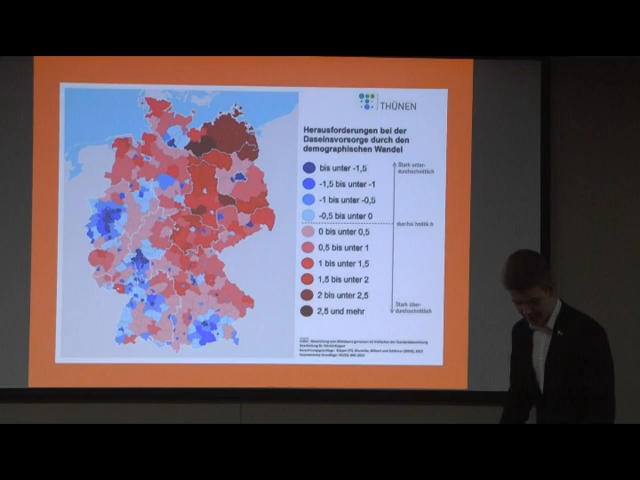 THÜNEN
Herausforderungen bei der
Daseinsvorsorge durch den
demographischen Wandel
bis unter -1,5
-1,5 bis unter -1
-1 bis unter -0,5
-0,5 bis unter 0
0 bis unter 0,5
0,5 bis unter 1
1 bis unter 1,5
1,5 bis unter 2
2 bis unter 2,5
2,5 und mehr
Stark unter-
durchschnittlich
durchschnittlich
Stark über-
durchschnittlich